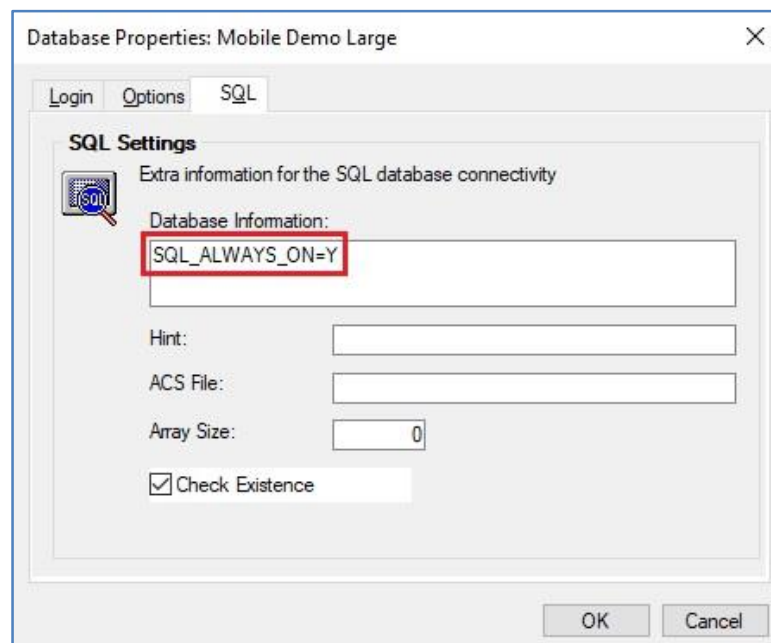 Database Properties: Mobile Demo Large
Login Options SQL
SQL Settings
SQL
Extra information for the SQL database connectivity
Database Information:
SQL_ALWAYS_ON=Y
Hint:
ACS File:
Array Size: 0
Check Existence
OK Cancel